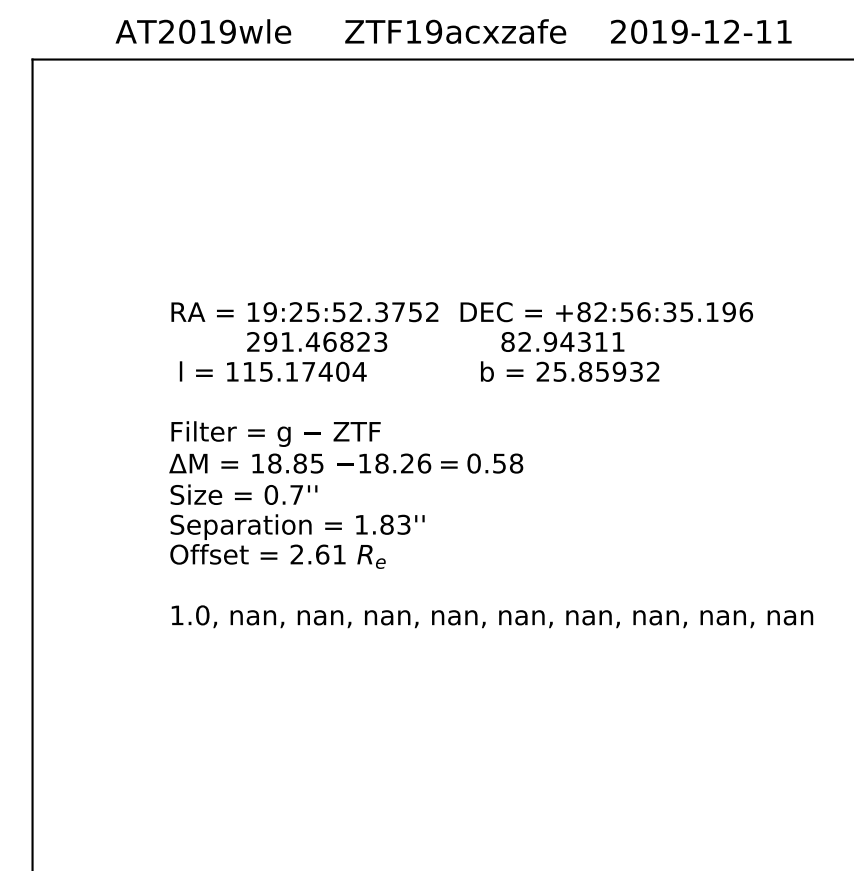 AT2019wle ZTF19acxzafe 2019-12-11
RA = 19:25:52.3752 DEC = +82:56:35.196
291.46823 82.94311
l = 115.17404 b = 25.85932
Filter = g − ZTF
ΔM = 18.85 −18.26 = 0.58
Size = 0.7''
Separation = 1.83''
Offset = 2.61 Re
1.0, nan, nan, nan, nan, nan, nan, nan, nan, nan